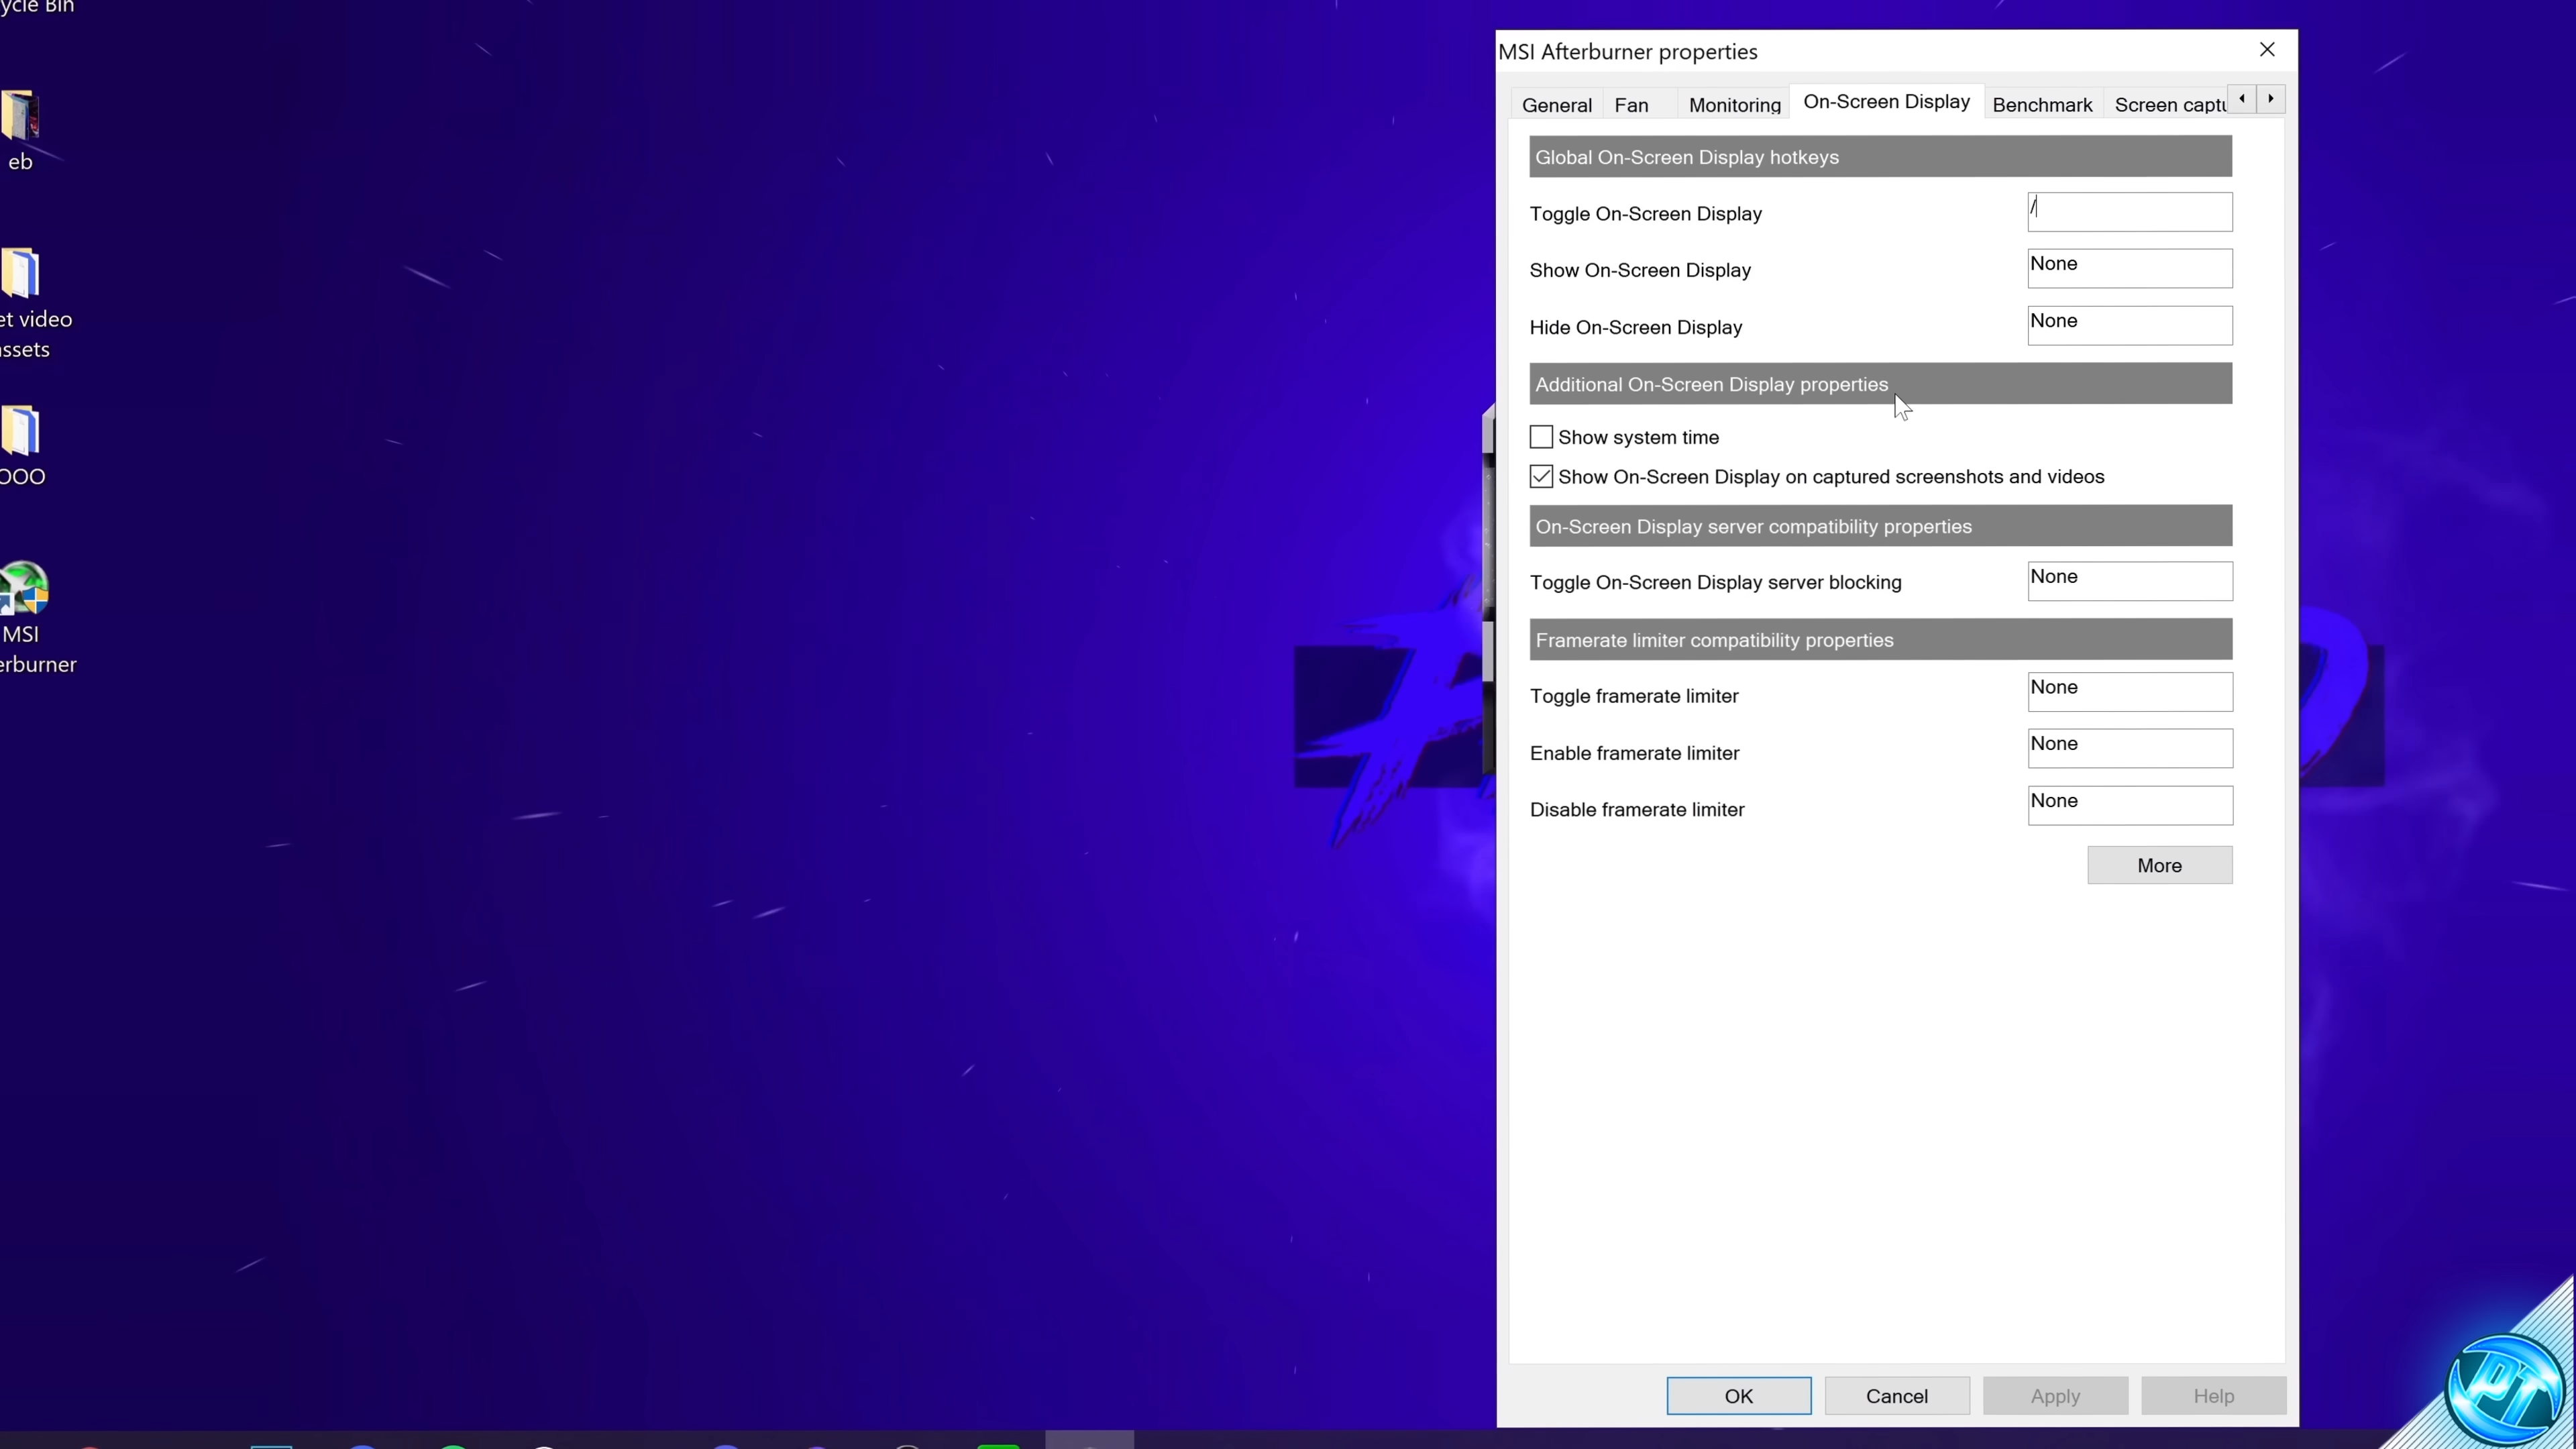 ycle Bin
eb
et video
ssets
OOO
MSI
erburner
MSI Afterburner properties
General Fan Monitoring On-Screen Display Benchmark Screen captu
Global On-Screen Display hotkeys
Toggle On-Screen Display /
Show On-Screen Display None
Hide On-Screen Display None
Additional On-Screen Display properties
Show system time
Show On-Screen Display on captured screenshots and videos
On-Screen Display server compatibility properties
Toggle On-Screen Display server blocking None
Framerate limiter compatibility properties
Toggle framerate limiter None
Enable framerate limiter None
Disable framerate limiter None
More
OK Cancel Apply Help
PT